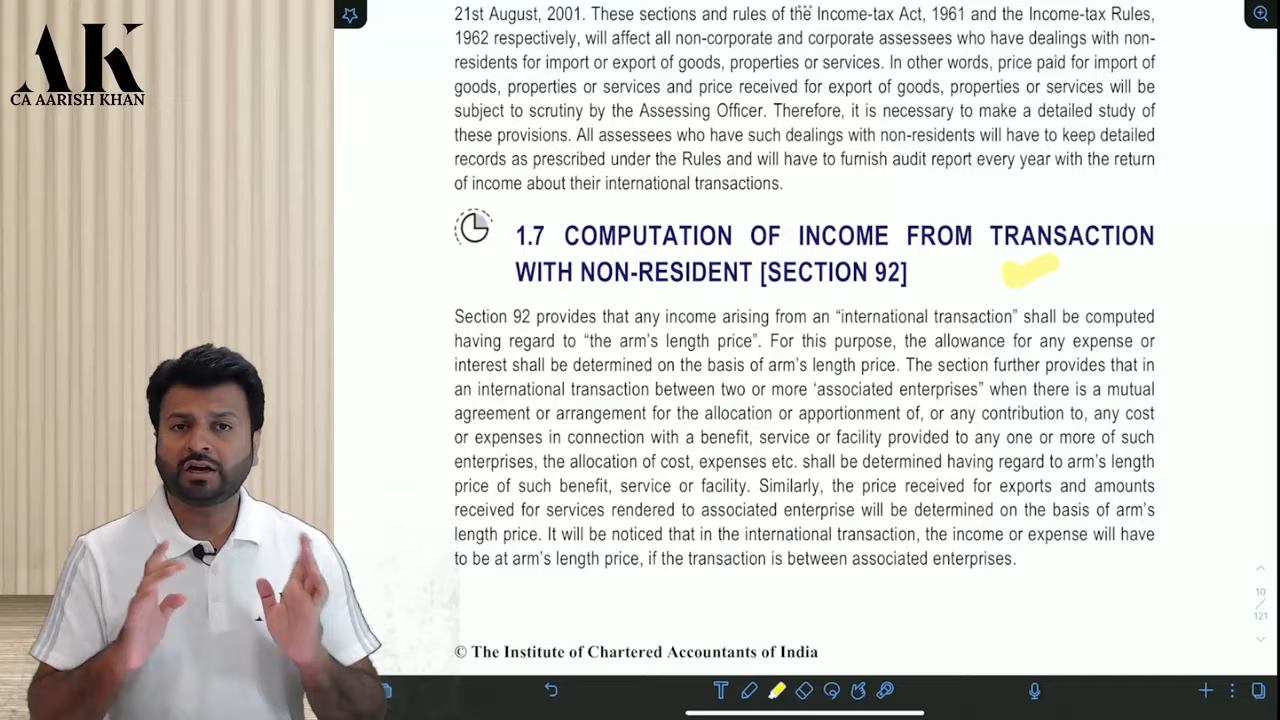 AK
CA AARISH KHAN
21st August, 2001. These sections and rules of the Income-tax Act, 1961 and the Income-tax Rules,
1962 respectively, will affect all non-corporate and corporate assessees who have dealings with non-
residents for import or export of goods, properties or services. In other words, price paid for import of
goods, properties or services and price received for export of goods, properties or services will be
subject to scrutiny by the Assessing Officer. Therefore, it is necessary to make a detailed study of
these provisions. All assessees who have such dealings with non-residents will have to keep detailed
records as prescribed under the Rules and will have to furnish audit report every year with the return
of income about their international transactions.
1.7 COMPUTATION OF INCOME FROM TRANSACTION
WITH NON-RESIDENT [SECTION 92]
Section 92 provides that any income arising from an “international transaction” shall be computed
having regard to “the arm’s length price”. For this purpose, the allowance for any expense or
interest shall be determined on the basis of arm’s length price. The section further provides that in
an international transaction between two or more ‘associated enterprises” when there is a mutual
agreement or arrangement for the allocation or apportionment of, or any contribution to, any cost
or expenses in connection with a benefit, service or facility provided to any one or more of such
enterprises, the allocation of cost, expenses etc. shall be determined having regard to arm’s length
price of such benefit, service or facility. Similarly, the price received for exports and amounts
received for services rendered to associated enterprise will be determined on the basis of arm’s
length price. It will be noticed that in the international transaction, the income or expense will have
to be at arm’s length price, if the transaction is between associated enterprises.
10
/
121
© The Institute of Chartered Accountants of India